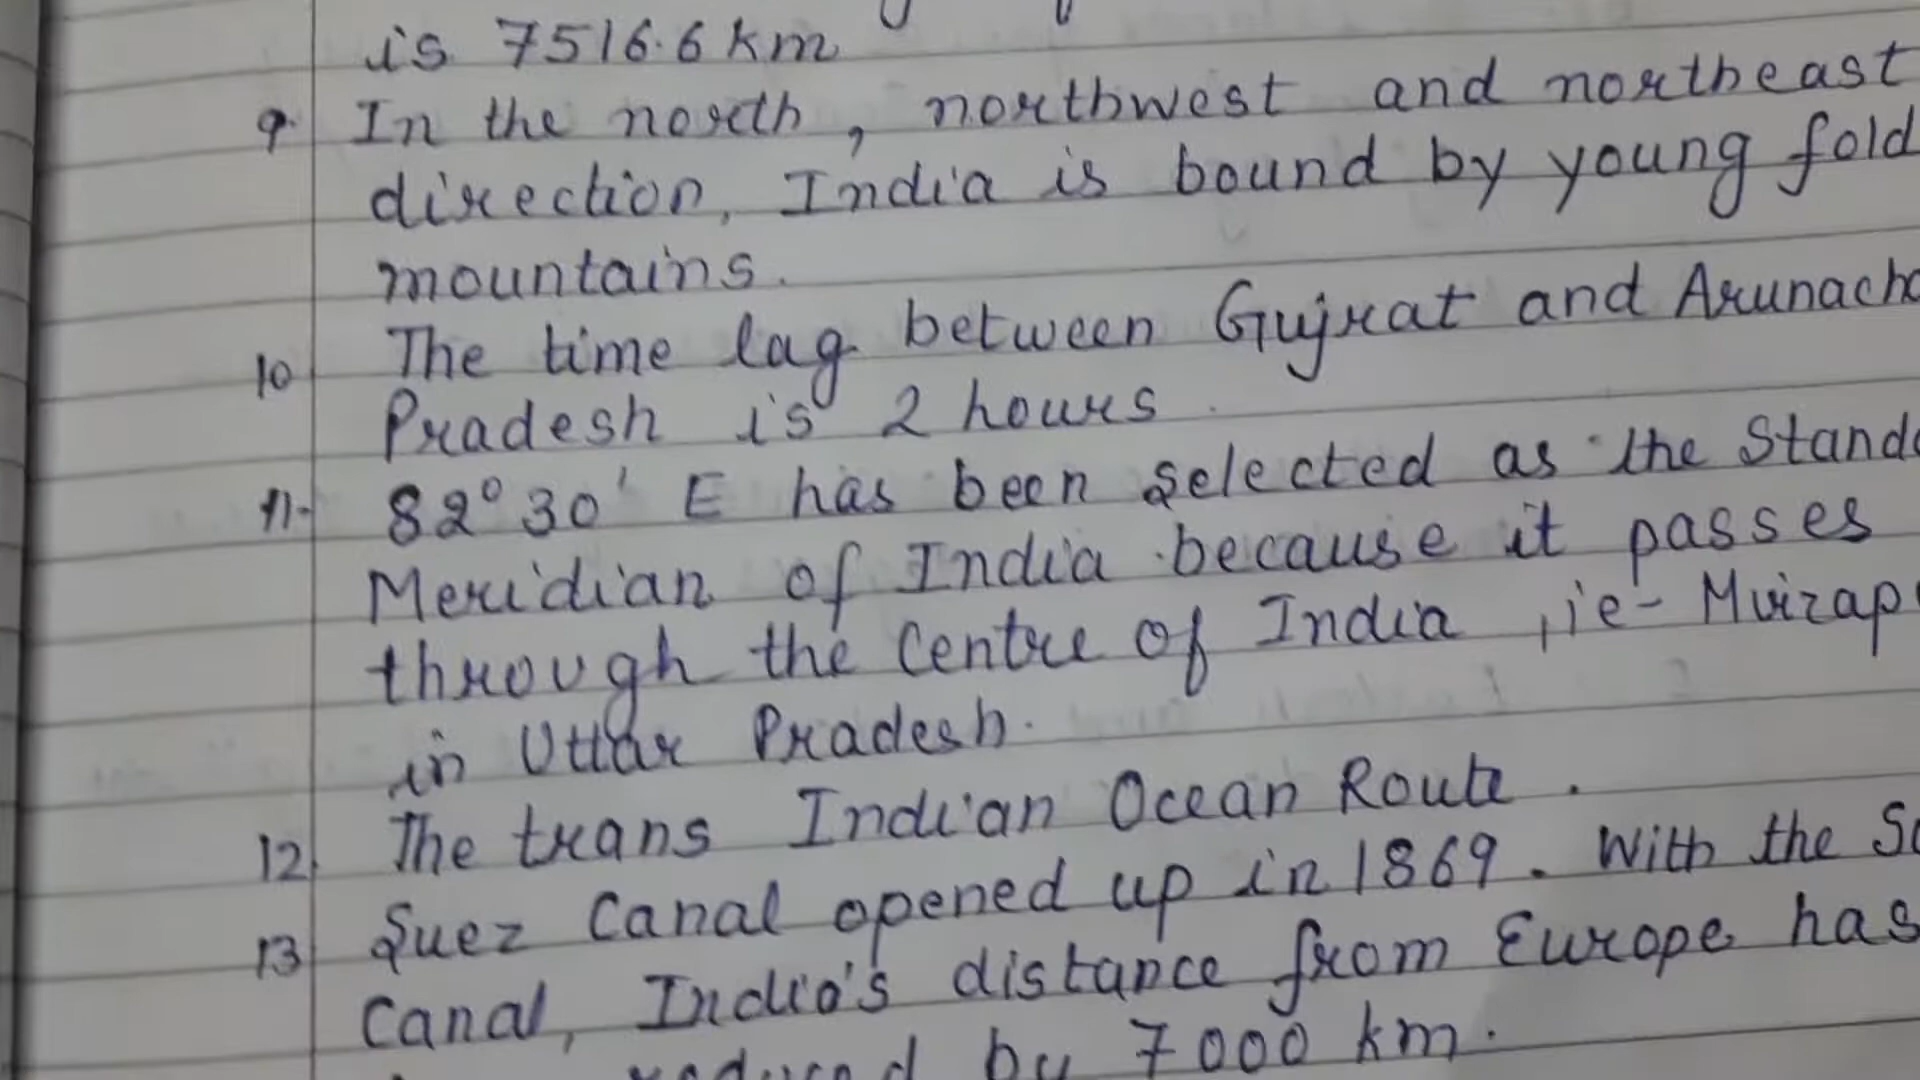 is 7516.6 km
9. In the north, northwest and northeast
direction, India is bound by young fold
mountains.
10 The time lag between Gujrat and Arunacha
Pradesh is 2 hours.
11. 82° 30' E has been selected as the Standa
Meridian of India because it passes
through the Centre of India, ie- Mirzap
in Uttar Pradesh.
12. The trans Indian Ocean Route.
13 Suez Canal opened up in 1869. With the
Canal, India's distance from Europe has
reduced by 7000 km.